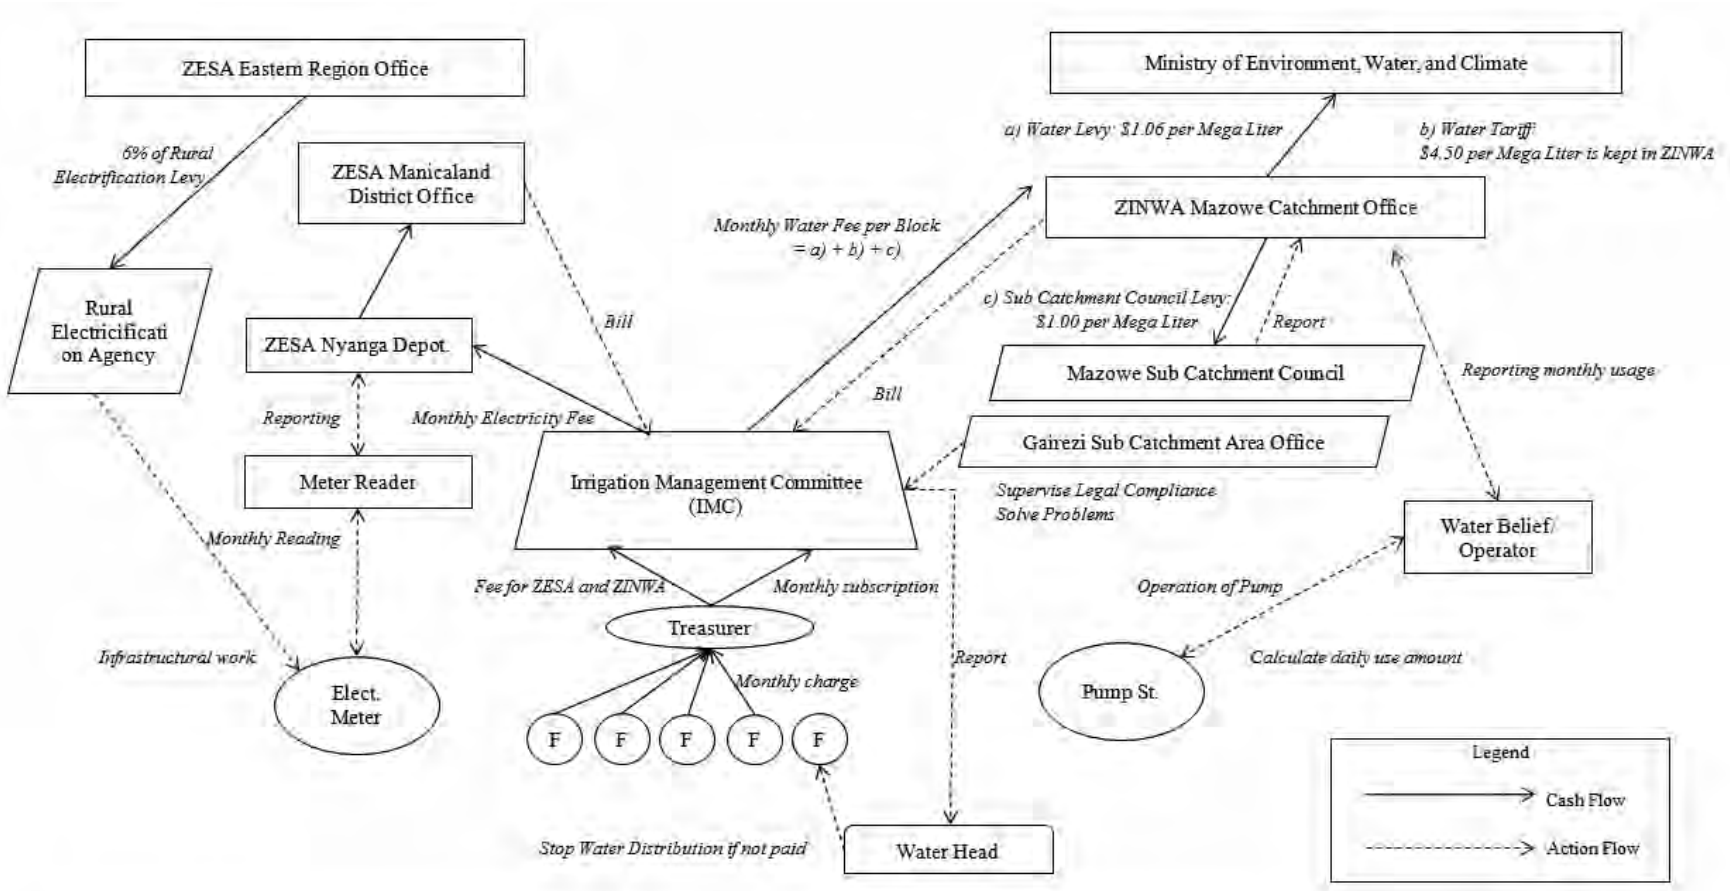 ZESA Eastern Region Office
Ministry of Environment, Water, and Climate
6% of Rural
Electrification Levy
ZESA Manicaland
District Office
a) Water Levy: $1.06 per Mega Liter
b) Water Tariff:
$4.50 per Mega Liter is kept in ZINWA
ZINWA Mazowe Catchment Office
Monthly Water Fee per Block
= a) + b) + c)
Rural
Electricificati
on Agency
ZESA Nyanga Depot.
Bill
c) Sub Catchment Council Levy:
$1.00 per Mega Liter
Report
Mazowe Sub Catchment Council
Reporting monthly usage
Bill
Reporting
Monthly Electricity Fee
Gairezi Sub Catchment Area Office
Meter Reader
Irrigation Management Committee
(IMC)
Supervise Legal Compliance
Solve Problems
Water Belief/
Operator
Monthly Reading
Fee for ZESA and ZINWA
Monthly subscription
Operation of Pump
Treasurer
Infrastructural work
Report
Calculate daily use amount
Elect.
Meter
Monthly charge
Pump St.
F
F
F
F
F
Legend
Cash Flow
Action Flow
Stop Water Distribution if not paid
Water Head